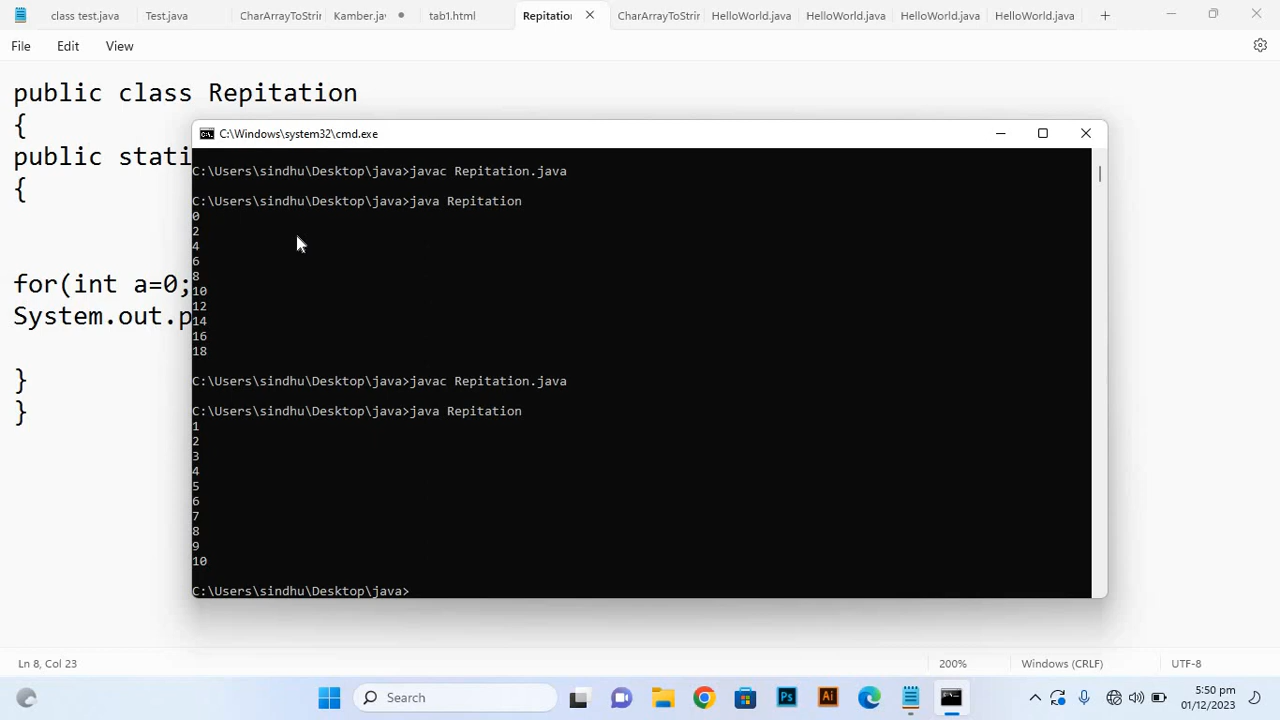 class test.java Test.java CharArrayToStrin Kamber.ja tab1.html Repitation CharArrayToStrin HelloWorld.java HelloWorld.java HelloWorld.java HelloWorld.java
File Edit View
public class Repitation
{
public stati
{
for(int a=0;
System.out.p
}
}
C:\Windows\system32\cmd.exe
C:\Users\sindhu\Desktop\java>javac Repitation.java
C:\Users\sindhu\Desktop\java>java Repitation
0
2
4
6
8
10
12
14
16
18
C:\Users\sindhu\Desktop\java>javac Repitation.java
C:\Users\sindhu\Desktop\java>java Repitation
1
2
3
4
5
6
7
8
9
10
C:\Users\sindhu\Desktop\java>
Ln 8, Col 23 200% Windows (CRLF) UTF-8
Search Ps Ai 5:50 pm
01/12/2023